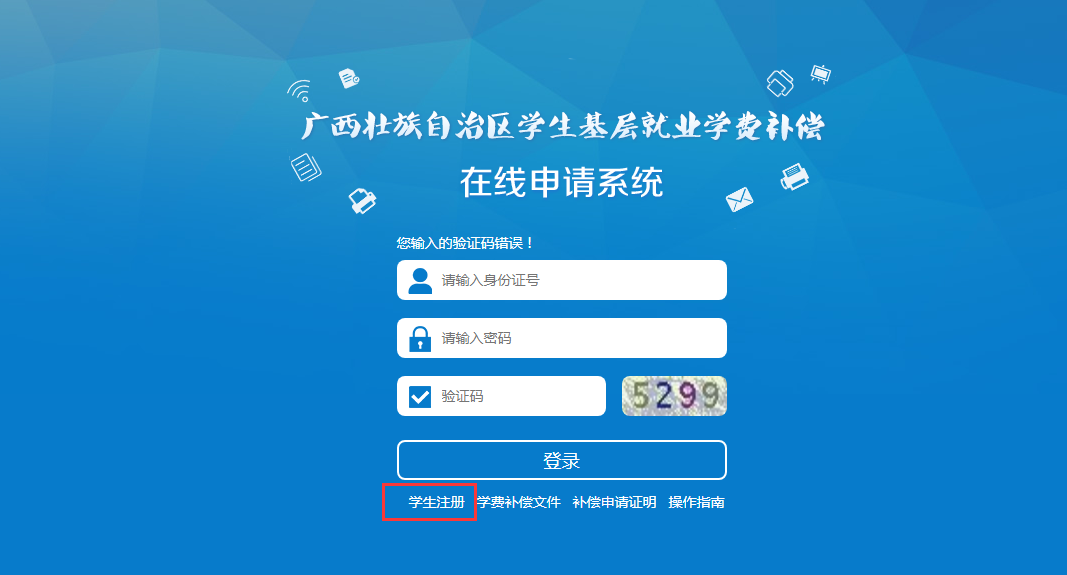 广西壮族自治区学生基层就业学费补偿
在线申请系统
您输入的验证码错误！
请输入身份证号
请输入密码
验证码 5299
登录
学生注册 学费补偿文件 补偿申请证明 操作指南